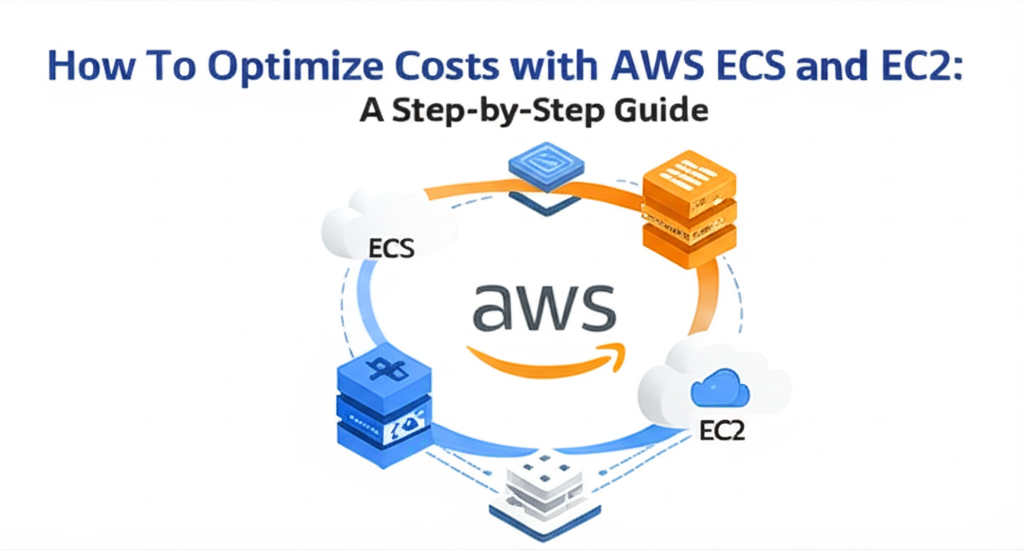 How To Optimize Costs with AWS ECS and EC2:
A Step-by-Step Guide
ECS
aws
EC2